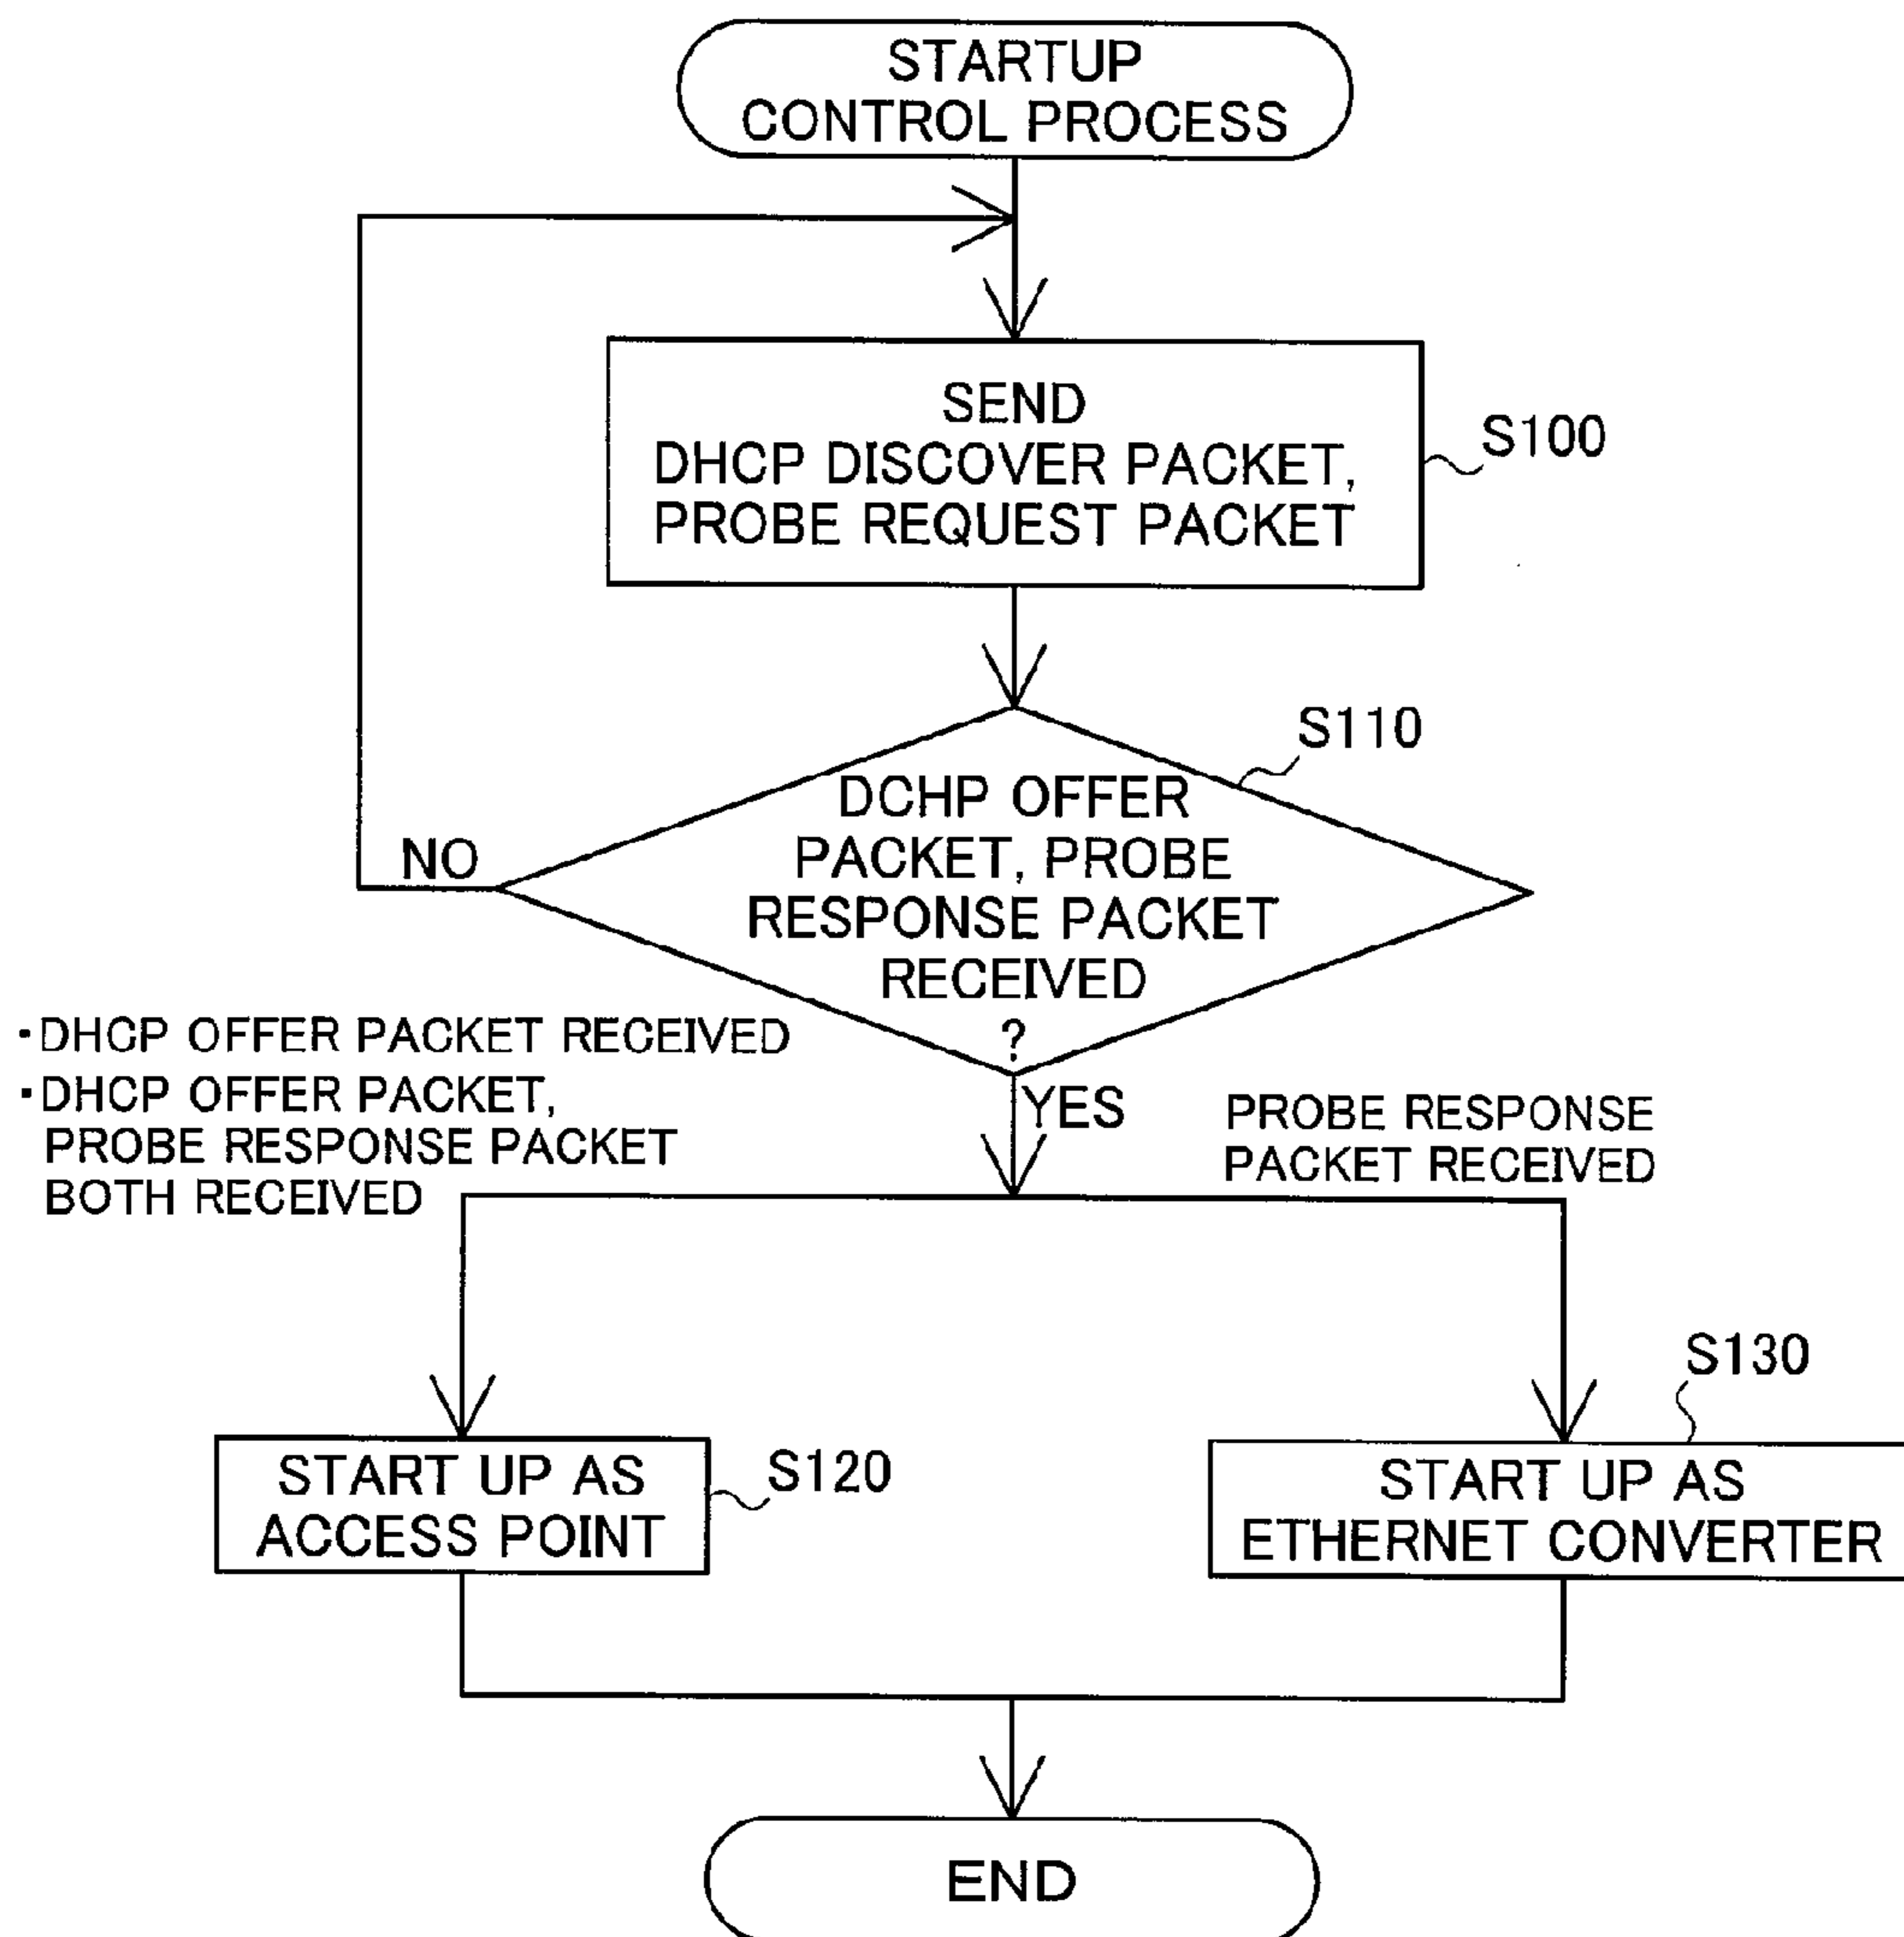 STARTUP
CONTROL PROCESS
SEND
DHCP DISCOVER PACKET,
PROBE REQUEST PACKET
S100
S110
DCHP OFFER
PACKET, PROBE
RESPONSE PACKET
RECEIVED
?
NO
・DHCP OFFER PACKET RECEIVED
・DHCP OFFER PACKET,
PROBE RESPONSE PACKET
BOTH RECEIVED
YES
PROBE RESPONSE
PACKET RECEIVED
START UP AS
ACCESS POINT
S120
S130
START UP AS
ETHERNET CONVERTER
END